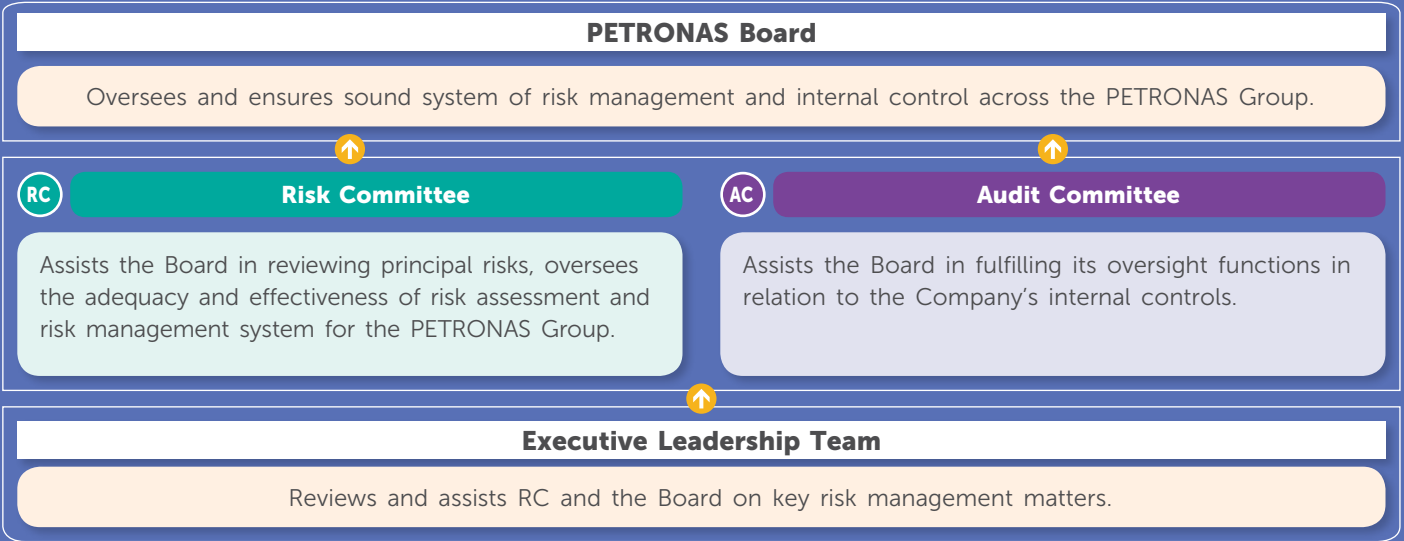 PETRONAS Board
Oversees and ensures sound system of risk management and internal control across the PETRONAS Group.
RC
Risk Committee
Assists the Board in reviewing principal risks, oversees
the adequacy and effectiveness of risk assessment and
risk management system for the PETRONAS Group.
AC
Audit Committee
Assists the Board in fulfilling its oversight functions in
relation to the Company’s internal controls.
Executive Leadership Team
Reviews and assists RC and the Board on key risk management matters.